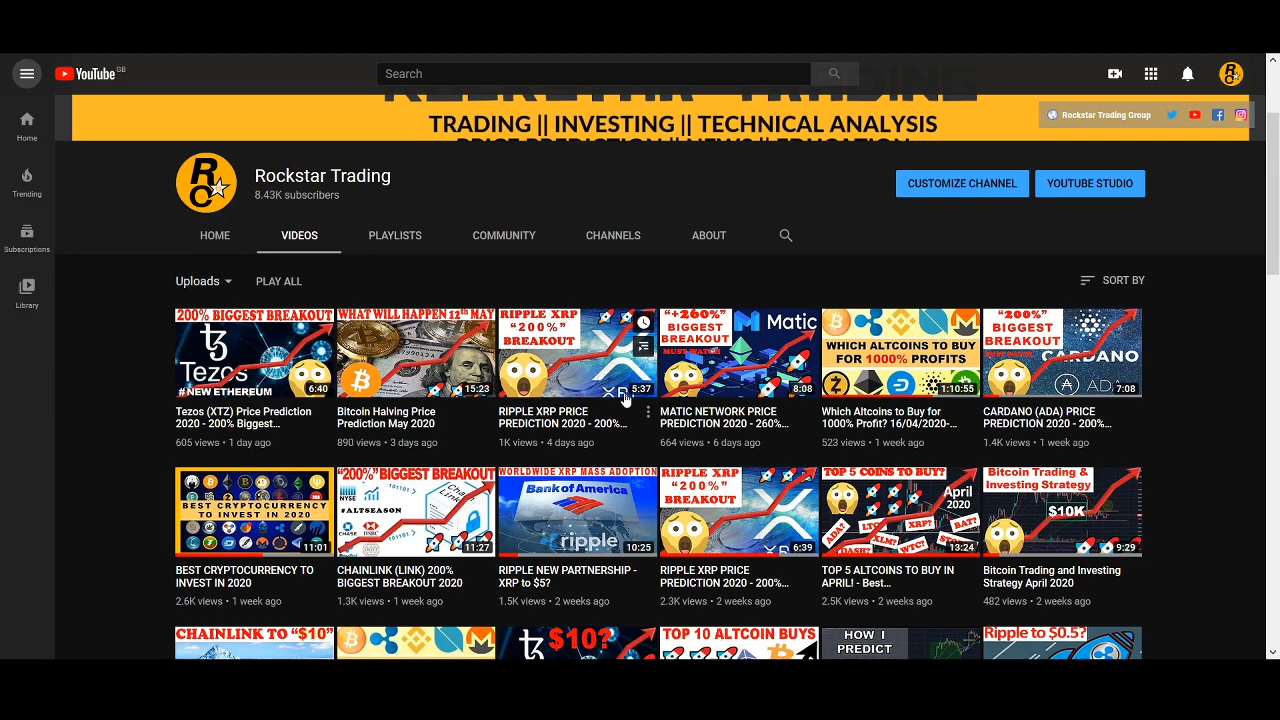 YouTube GB
Search
TRADING || INVESTING || TECHNICAL ANALYSIS
Rockstar Trading Group
Home
Trending
Subscriptions
Library
RC
Rockstar Trading
8.43K subscribers
CUSTOMIZE CHANNEL
YOUTUBE STUDIO
HOME
VIDEOS
PLAYLISTS
COMMUNITY
CHANNELS
ABOUT
Uploads
PLAY ALL
SORT BY
200% BIGGEST BREAKOUT
Tezos
#NEW ETHEREUM
6:40
Tezos (XTZ) Price Prediction
2020 - 200% Biggest...
605 views • 1 day ago
WHAT WILL HAPPEN 12th MAY
15:23
Bitcoin Halving Price
Prediction May 2020
890 views • 3 days ago
RIPPLE XRP
"200%"
BREAKOUT
5:37
RIPPLE XRP PRICE
PREDICTION 2020 - 200%...
1K views • 4 days ago
"+260%"
BIGGEST
BREAKOUT
MUST WATCH
Matic
8:08
MATIC NETWORK PRICE
PREDICTION 2020 - 260%...
664 views • 6 days ago
WHICH ALTCOINS TO BUY
FOR 1000% PROFITS
1:10:55
Which Altcoins to Buy for
1000% Profit? 16/04/2020-...
523 views • 1 week ago
"200%"
BIGGEST
BREAKOUT
CARDANO
7:08
CARDANO (ADA) PRICE
PREDICTION 2020 - 200%...
1.4K views • 1 week ago
BEST CRYPTOCURRENCY
TO INVEST IN 2020
11:01
BEST CRYPTOCURRENCY TO
INVEST IN 2020
2.6K views • 1 week ago
"200%" BIGGEST BREAKOUT
NYSE
#ALTSEASON
CHASE
HSBC
11:27
CHAINLINK (LINK) 200%
BIGGEST BREAKOUT 2020
1.3K views • 1 week ago
WORLDWIDE XRP MASS ADOPTION
Bank of America
ripple
10:25
RIPPLE NEW PARTNERSHIP -
XRP to $5?
1.5K views • 2 weeks ago
RIPPLE XRP
"200%"
BREAKOUT
6:39
RIPPLE XRP PRICE
PREDICTION 2020 - 200%...
2.3K views • 2 weeks ago
TOP 5 COINS TO BUY?
April
2020
ADA?
LTC
XRP?
BAT?
DASH?
XLM?
WTC?
13:24
TOP 5 ALTCOINS TO BUY IN
APRIL! - Best...
2.5K views • 2 weeks ago
Bitcoin Trading &
Investing Strategy
$10K
9:29
Bitcoin Trading and Investing
Strategy April 2020
482 views • 2 weeks ago
CHAINLINK TO "$10"
$10?
TOP 10 ALTCOIN BUYS
HOW I
PREDICT
Ripple to $0.5?